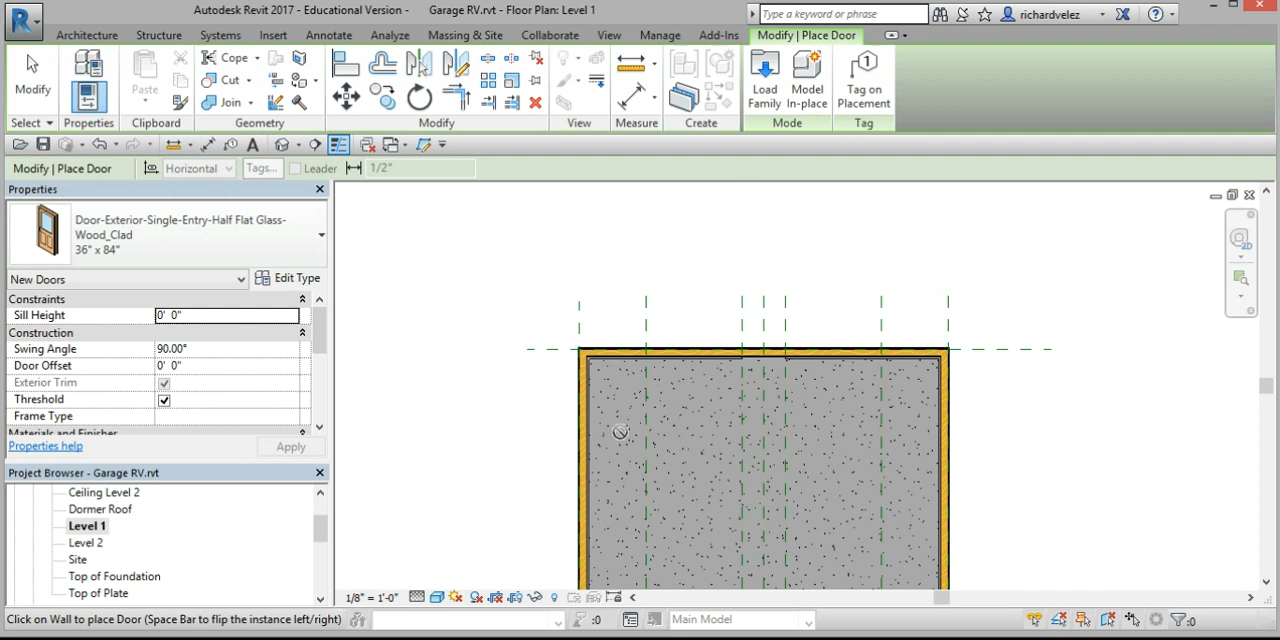 Autodesk Revit 2017 - Educational Version - Garage RV.rvt - Floor Plan: Level 1
Type a keyword or phrase
richardvelez
Architecture Structure Systems Insert Annotate Analyze Massing & Site Collaborate View Manage Add-Ins Modify | Place Door
Modify
Paste
Cope
Cut
Join
Load Family
Model In-place
Tag on Placement
Select Properties Clipboard Geometry Modify View Measure Create Mode Tag
Modify | Place Door Horizontal Tags... Leader 1/2"
Properties
Door-Exterior-Single-Entry-Half Flat Glass-
Wood_Clad
36" x 84"
New Doors Edit Type
Constraints
Sill Height 0' 0"
Construction
Swing Angle 90.00°
Door Offset 0' 0"
Exterior Trim
Threshold
Frame Type
Materials and Finishes
Properties help Apply
Project Browser - Garage RV.rvt
Ceiling Level 2
Dormer Roof
Level 1
Level 2
Site
Top of Foundation
Top of Plate
2D
1/8" = 1'-0"
Click on Wall to place Door (Space Bar to flip the instance left/right) :0 Main Model :0